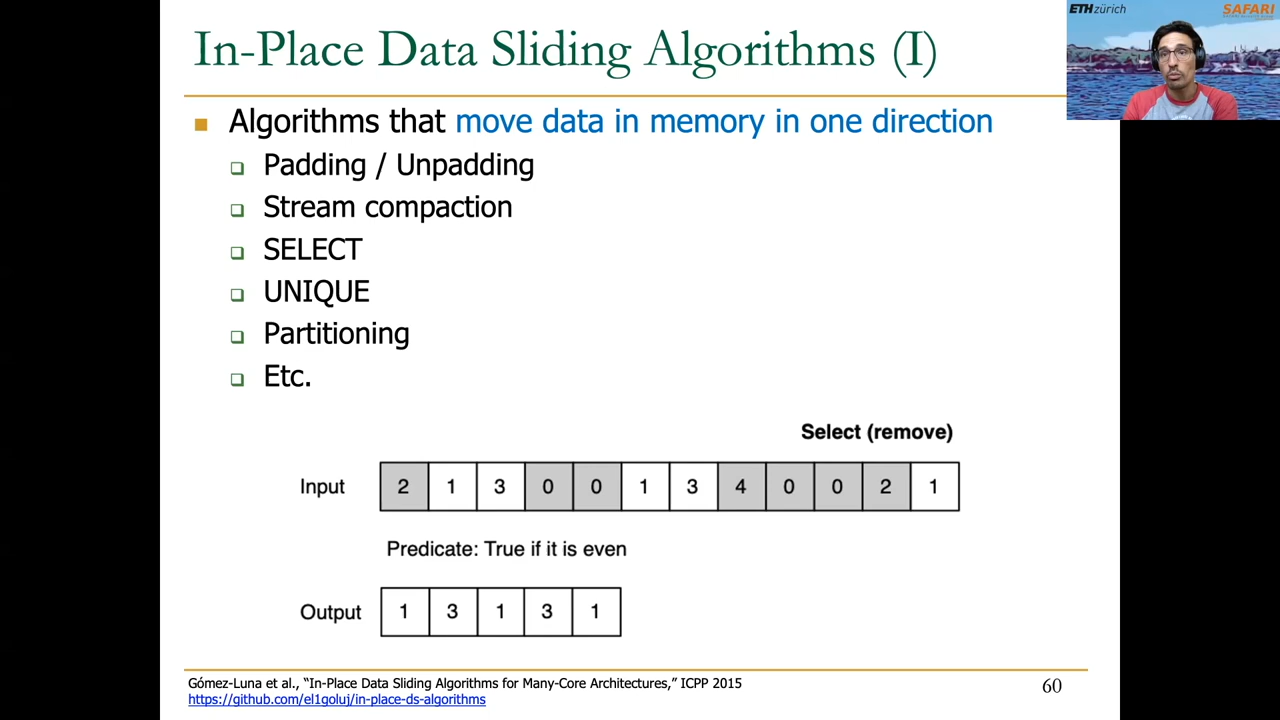 In-Place Data Sliding Algorithms (I)
ETH zürich
SAFARI
Algorithms that move data in memory in one direction
Padding / Unpadding
Stream compaction
SELECT
UNIQUE
Partitioning
Etc.
Select (remove)
Input 2 1 3 0 0 1 3 4 0 0 2 1
Predicate: True if it is even
Output 1 3 1 3 1
Gómez-Luna et al., “In-Place Data Sliding Algorithms for Many-Core Architectures,” ICPP 2015
https://github.com/el1goluj/in-place-ds-algorithms
60